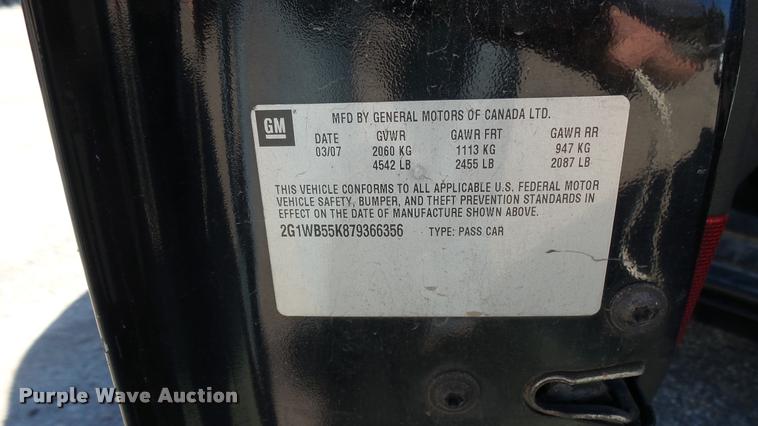 GM
MFD BY GENERAL MOTORS OF CANADA LTD.
DATE GVWR GAWR FRT GAWR RR
03/07 2060 KG 1113 KG 947 KG
4542 LB 2455 LB 2087 LB
THIS VEHICLE CONFORMS TO ALL APPLICABLE U.S. FEDERAL MOTOR
VEHICLE SAFETY, BUMPER, AND THEFT PREVENTION STANDARDS IN
EFFECT ON THE DATE OF MANUFACTURE SHOWN ABOVE.
2G1WB55K879366356 TYPE: PASS CAR
Purple Wave Auction